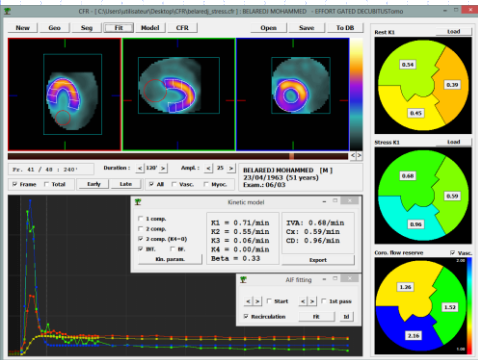 CFR - [ C:\Users\utilisateur\Desktop\CFR\belaredj_stress.cfr ] : BELAREDJ MOHAMMED - EFFORT GATED DECUBITUSTomo
New Geo Seg Fit Model CFR Open Save To DB
Rest K1 Load
0.54
0.39
0.45
Stress K1 Load
0.68
0.59
0.96
Fr. 41 / 48 : 240' Duration : < 120' > Ampl. : < 25 > BELAREDJ MOHAMMED [M ]
23/04/1963 (51 years)
Exam.: 06/03
Frame Total Early Late All Vasc. Myoc.
Kinetic model
1 comp.
2 comp.
3 comp. (K4=0)
INT. BF.
Kin. param.
K1 = 0.71/min
K2 = 0.55/min
K3 = 0.06/min
K4 = 0.00/min
Beta = 0.33
IVA: 0.68/min
Cx: 0.59/min
CD: 0.96/min
Export
AIF fitting
< > Start < > 1st pass
Recirculation Fit
Coro. flow reserve Vasc.
2.00
1.26
1.52
2.16
1.00